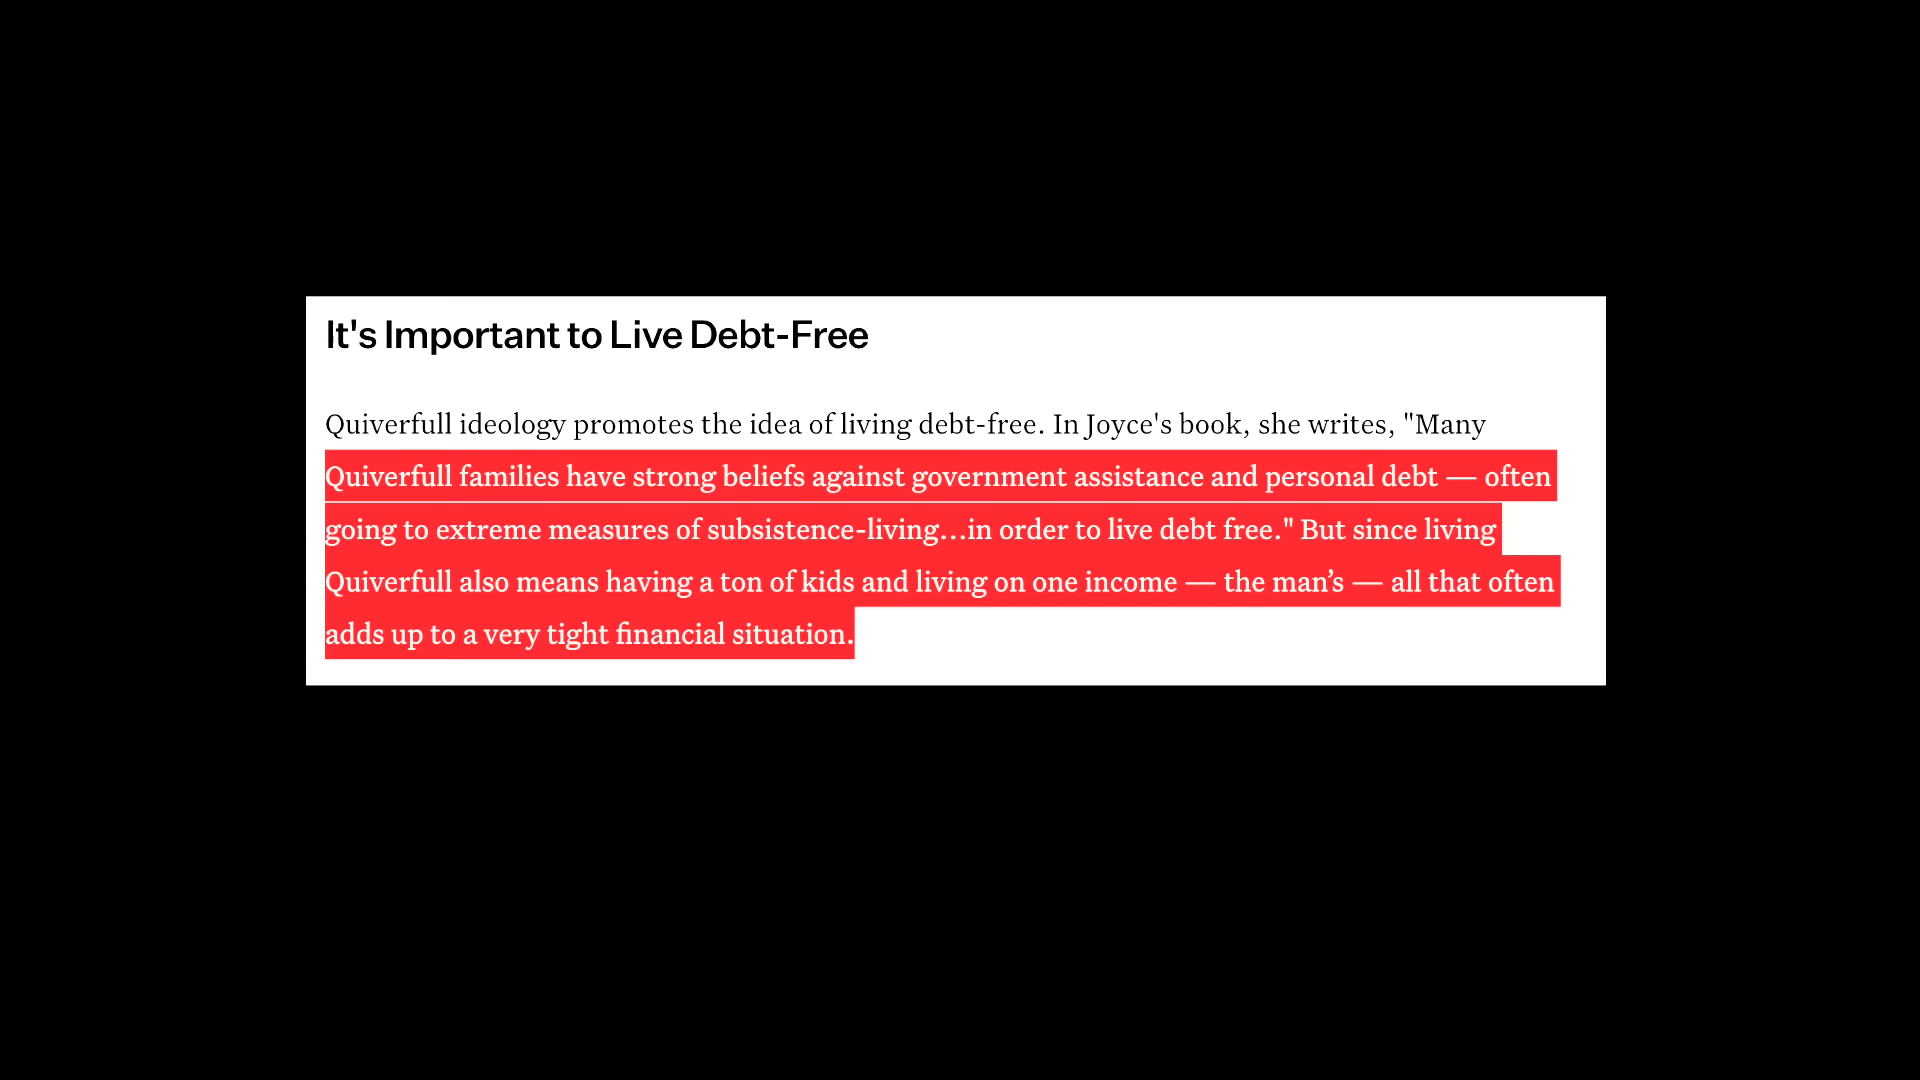 It's Important to Live Debt-Free
Quiverfull ideology promotes the idea of living debt-free. In Joyce's book, she writes, "Many
Quiverfull families have strong beliefs against government assistance and personal debt — often
going to extreme measures of subsistence-living…in order to live debt free." But since living
Quiverfull also means having a ton of kids and living on one income — the man’s — all that often
adds up to a very tight financial situation.